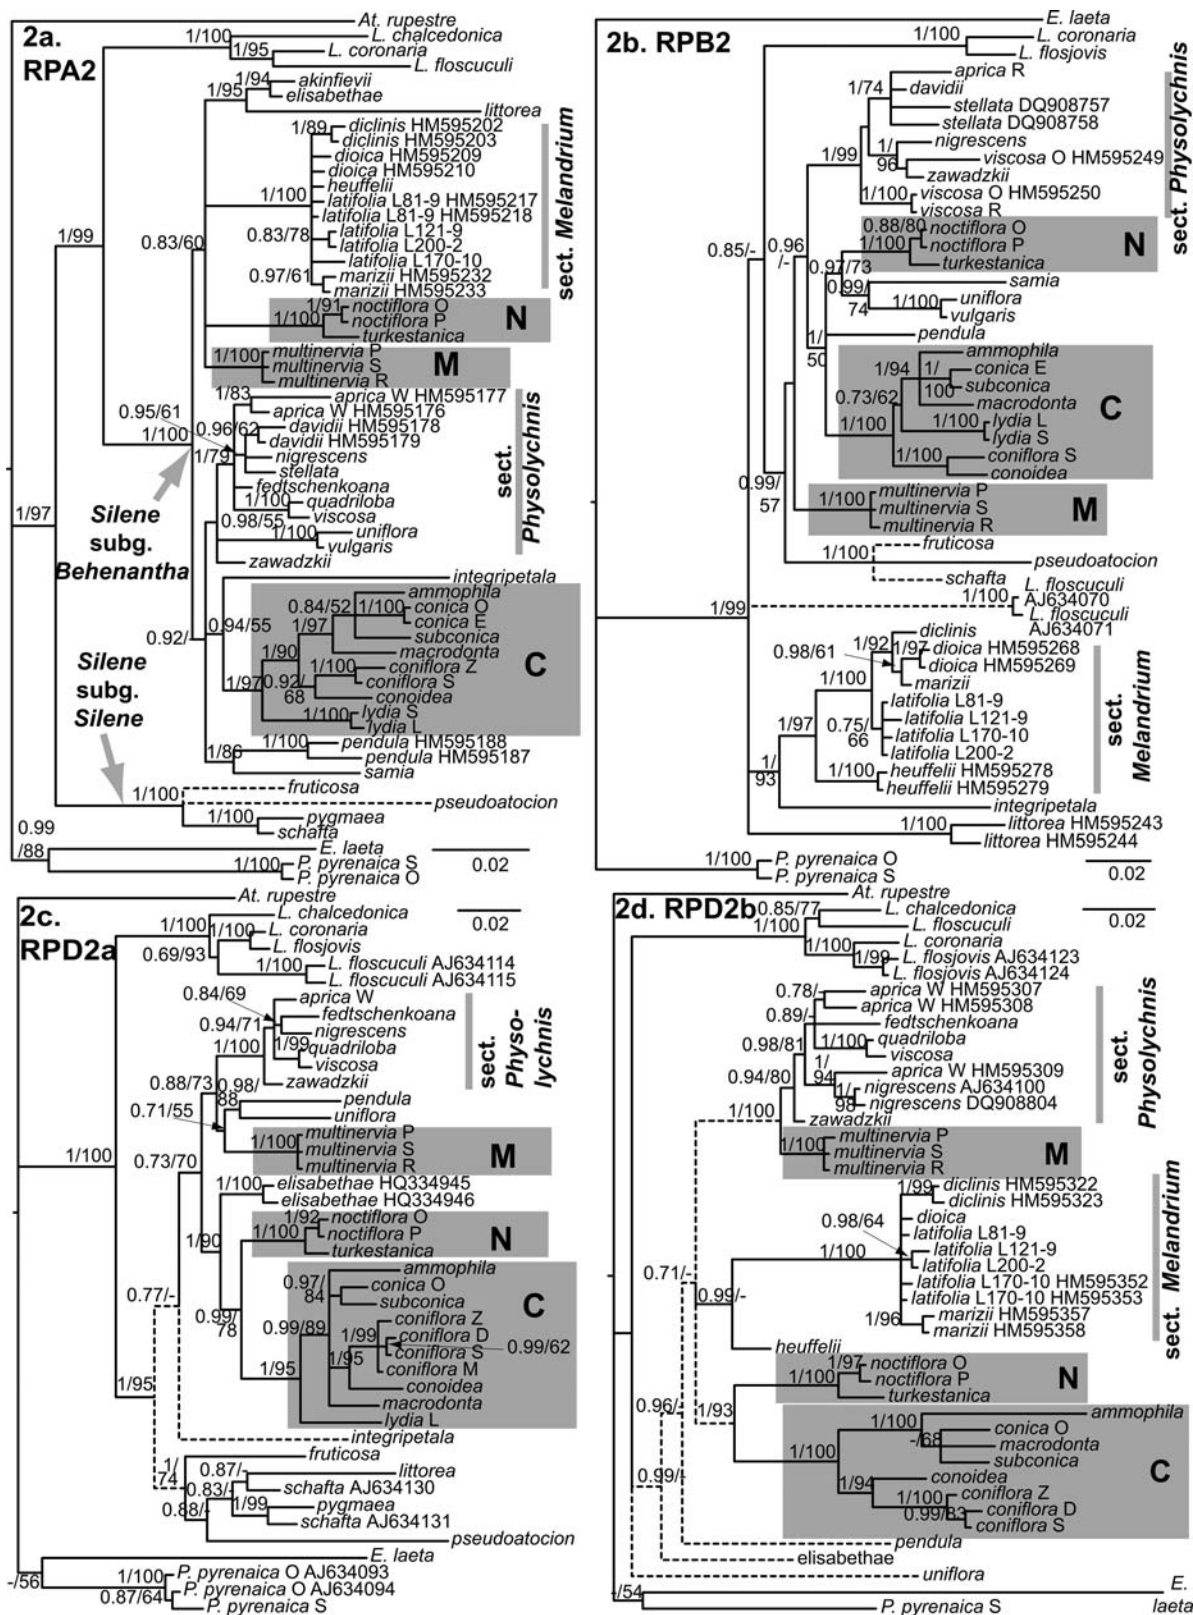 2a.
RPA2
At. rupestre
1/100
L. chalcedonica
1/95
L. coronaria
L. floscuculi
1/94
akinfievii
1/95
elisabethae
littorea
1/89
diclinis HM595202
diclinis HM595203
dioica HM595209
dioica HM595210
heuffelii
1/100
latifolia L81-9 HM595217
latifolia L81-9 HM595218
0.83/78
latifolia L121-9
latifolia L200-2
latifolia L170-10
0.97/61
marizii HM595232
marizii HM595233
sect. Melandrium
1/99
0.83/60
1/91
noctiflora O
1/100
noctiflora P
turkestanica
N
1/100
multinervia P
multinervia S
multinervia R
M
1/83
aprica W HM595177
aprica W HM595176
0.95/61
0.96/62
davidii HM595178
davidii HM595179
1/100
1/79
nigrescens
stellata
fedtschenkoana
1/100
quadriloba
viscosa
0.98/55
1/100
uniflora
vulgaris
zawadzkii
sect.
Physolychnis
1/97
Silene
subg.
Behenantha
integripetala
0.84/52
ammophila
1/100
conica O
conica E
1/97
subconica
macrodonta
0.92/
0.94/55
1/90
1/100
coniflora Z
coniflora S
1/97
0.92/
68
conoidea
1/100
lydia S
lydia L
C
Silene
subg.
Silene
1/86
1/100
pendula HM595188
pendula HM595187
samia
1/100
fruticosa
pseudoatocion
pygmaea
schafta
0.99
/88
E. laeta
1/100
P. pyrenaica S
P. pyrenaica O
0.02
2b. RPB2
E. laeta
1/100
L. coronaria
L. flosjovis
aprica R
1/74
davidii
stellata DQ908757
stellata DQ908758
1/99
1/
96
nigrescens
viscosa O HM595249
zawadzkii
1/100
viscosa O HM595250
viscosa R
sect. Physolychnis
0.85/-
0.96
/-
0.88/80
noctiflora O
1/100
noctiflora P
turkestanica
N
0.97/73
0.99/
74
samia
1/100
uniflora
vulgaris
1/
50
pendula
1/94
ammophila
1/
100
conica E
subconica
0.73/62
macrodonta
1/100
1/100
lydia L
lydia S
1/100
coniflora S
conoidea
C
0.99/
57
1/100
multinervia P
multinervia S
multinervia R
M
1/100
fruticosa
pseudoatocion
schafta
1/99
1/100
L. floscuculi
AJ634070
L. floscuculi
AJ634071
1/92
diclinis
0.98/61
1/97
dioica HM595268
dioica HM595269
1/100
marizii
1/97
latifolia L81-9
latifolia L121-9
0.75/
66
latifolia L170-10
latifolia L200-2
1/
93
1/100
heuffelii HM595278
heuffelii HM595279
sect.
Melandrium
integripetala
1/100
littorea HM595243
littorea HM595244
1/100
P. pyrenaica O
P. pyrenaica S
0.02
2c.
RPD2a
At. rupestre
0.02
1/100
L. chalcedonica
1/100
L. coronaria
L. flosjovis
0.69/93
1/100
L. floscuculi AJ634114
L. floscuculi AJ634115
0.84/69
aprica W
fedtschenkoana
0.94/71
nigrescens
1/100
1/99
quadriloba
viscosa
zawadzkii
sect.
Physo-
lychnis
0.88/73
0.98/
88
pendula
uniflora
0.71/55
1/100
multinervia P
multinervia S
multinervia R
M
1/100
0.73/70
1/100
elisabethae HQ334945
elisabethae HQ334946
1/90
1/92
noctiflora O
1/100
noctiflora P
turkestanica
N
0.77/-
0.99/
78
0.97/
84
ammophila
conica O
subconica
coniflora Z
0.99/89
1/99
coniflora D
coniflora S
0.99/62
1/95
1/95
coniflora M
conoidea
macrodonta
lydia L
C
1/95
integripetala
1/
74
fruticosa
0.87/-
littorea
0.83/-
schafta AJ634130
0.88/-
1/99
pygmaea
schafta AJ634131
pseudoatocion
-/56
E. laeta
1/100
P. pyrenaica O AJ634093
0.87/64
P. pyrenaica O AJ634094
P. pyrenaica S
2d. RPD2b
At. rupestre
0.02
0.85/77
L. chalcedonica
1/100
L. floscuculi
1/100
L. coronaria
1/99
L. flosjovis AJ634123
L. flosjovis AJ634124
0.78/-
aprica W HM595307
aprica W HM595308
0.89/-
fedtschenkoana
0.98/81
1/100
quadriloba
viscosa
0.94/80
1/
94
aprica W HM595309
1/
98
nigrescens AJ634100
nigrescens DQ908804
1/100
zawadzkii
sect.
Physolychnis
1/100
multinervia P
multinervia S
multinervia R
M
1/99
diclinis HM595322
diclinis HM595323
0.98/64
dioica
latifolia L81-9
1/100
latifolia L121-9
latifolia L200-2
latifolia L170-10 HM595352
latifolia L170-10 HM595353
1/96
marizii HM595357
marizii HM595358
sect. Melandrium
0.71/-
0.99/-
heuffelii
1/97
noctiflora O
1/100
noctiflora P
turkestanica
N
0.96/-
1/93
1/100
ammophila
-/68
conica O
macrodonta
subconica
1/100
1/94
conoidea
1/100
coniflora Z
0.99/83
coniflora D
coniflora S
C
0.99/-
pendula
elisabethae
uniflora
-/54
E.
laeta
P. pyrenaica S